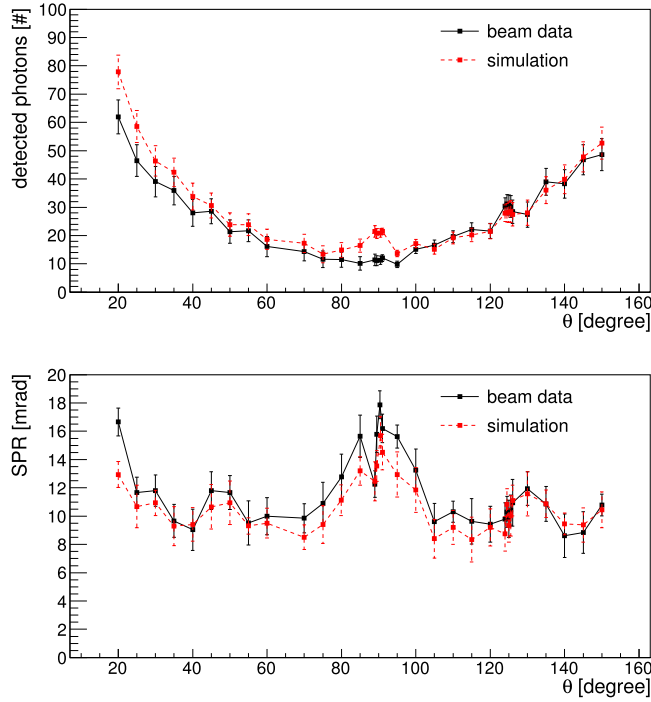 detected photons [#]
100
90
80
70
60
50
40
30
20
10
0
beam data
simulation
20 40 60 80 100 120 140 160
θ [degree]
SPR [mrad]
20
18
16
14
12
10
8
6
4
2
0
beam data
simulation
20 40 60 80 100 120 140 160
θ [degree]